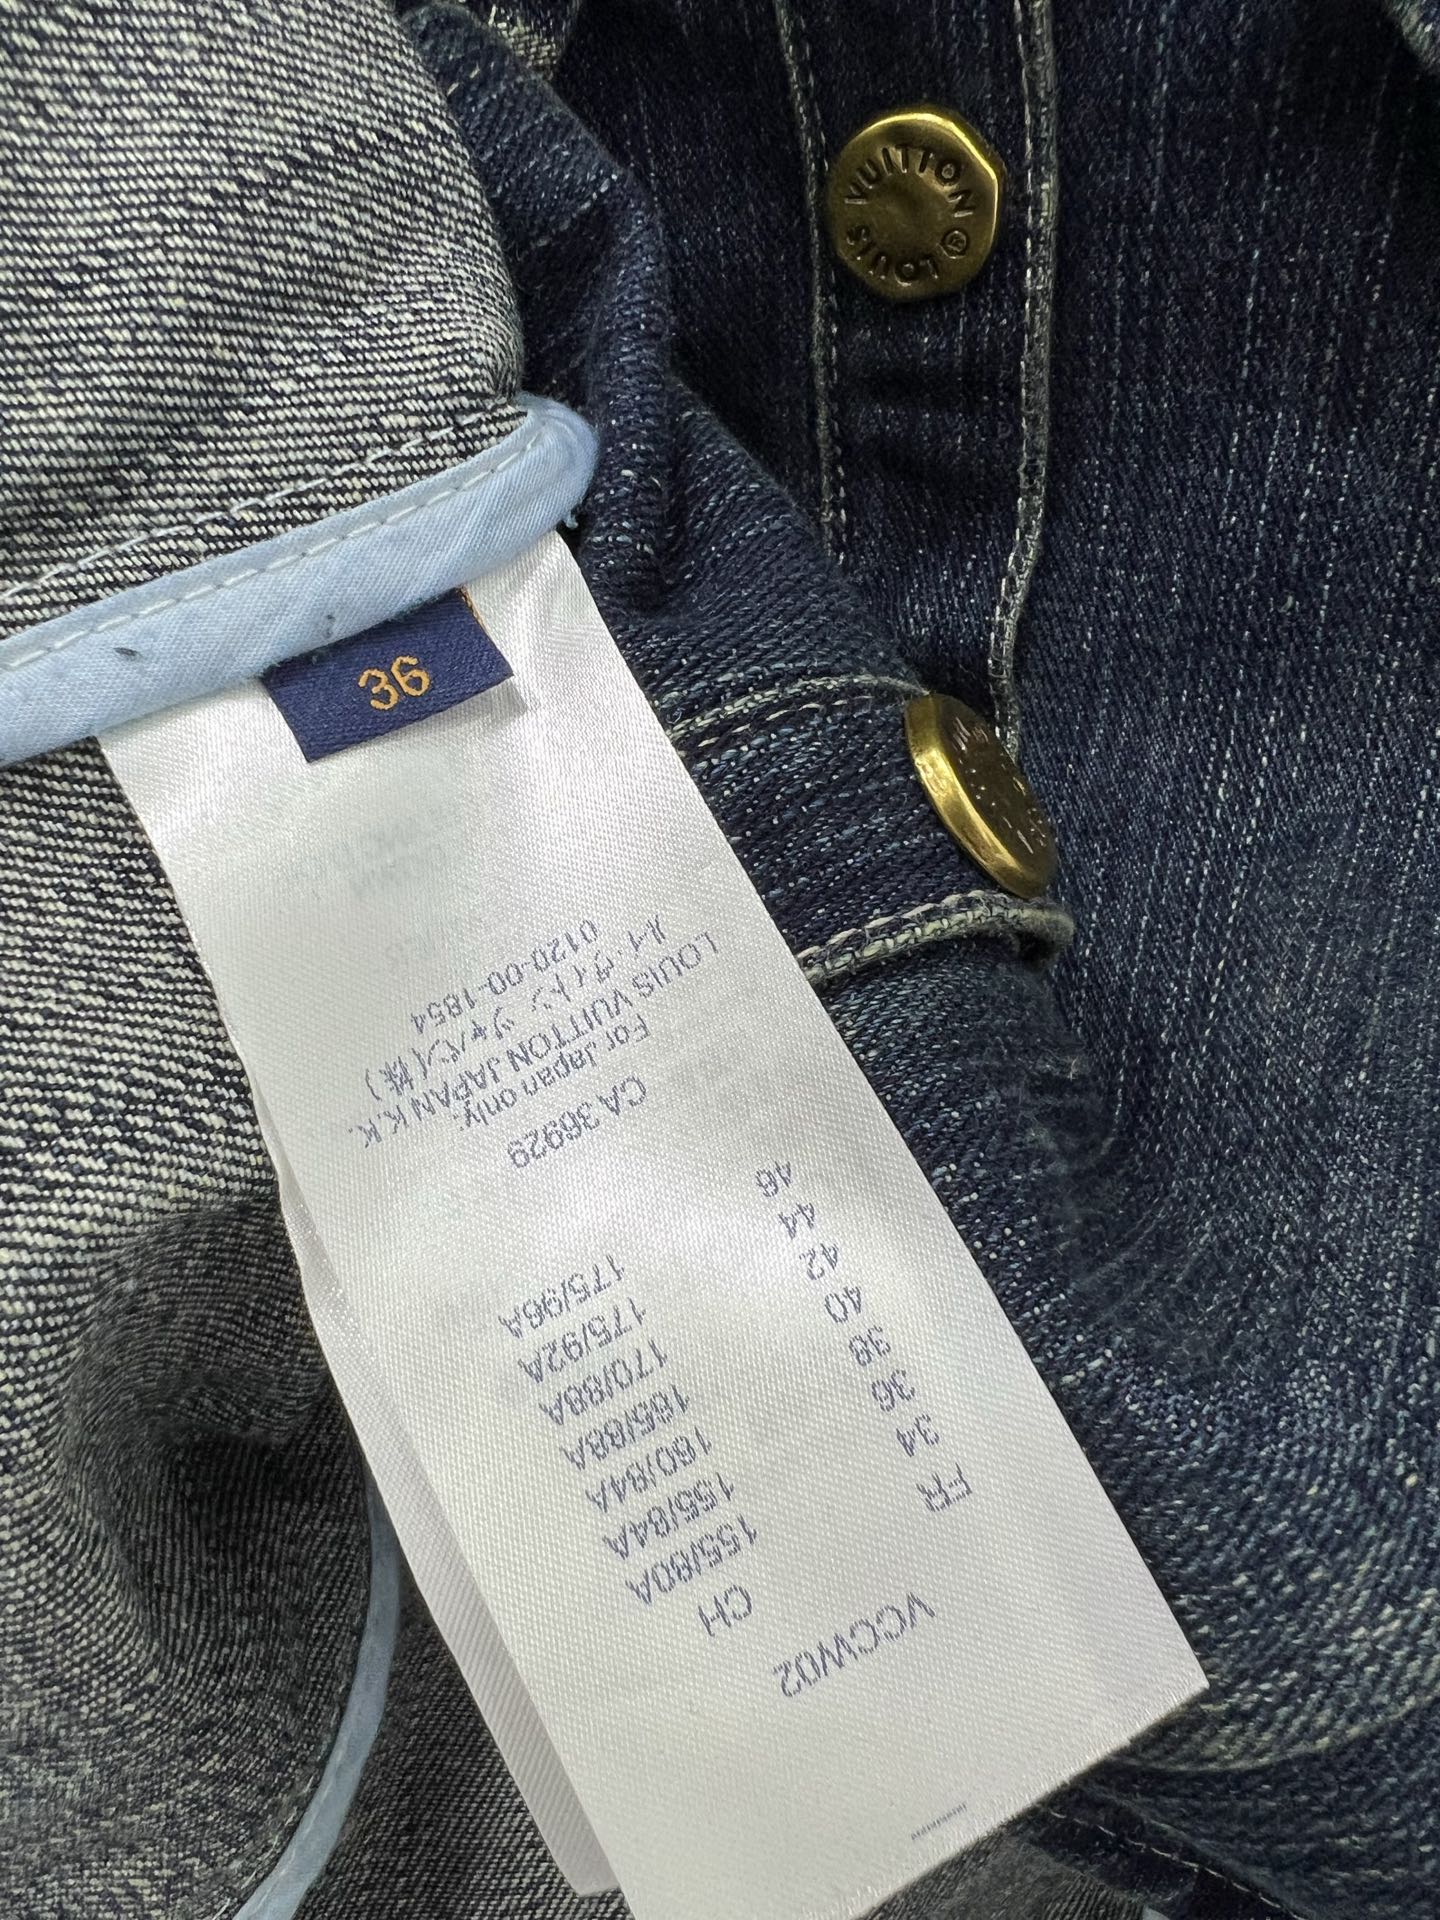 LOUIS VUITTON ®
36
VCCW02
FR CH
34 155/80A
36 155/84A
38 160/84A
40 165/88A
42 170/88A
44 175/92A
46 175/96A
CA 36929
For Japan only.
LOUIS VUITTON JAPAN K.K.
ルイ・ヴィトン ジャパン(株)
0120-00-1854